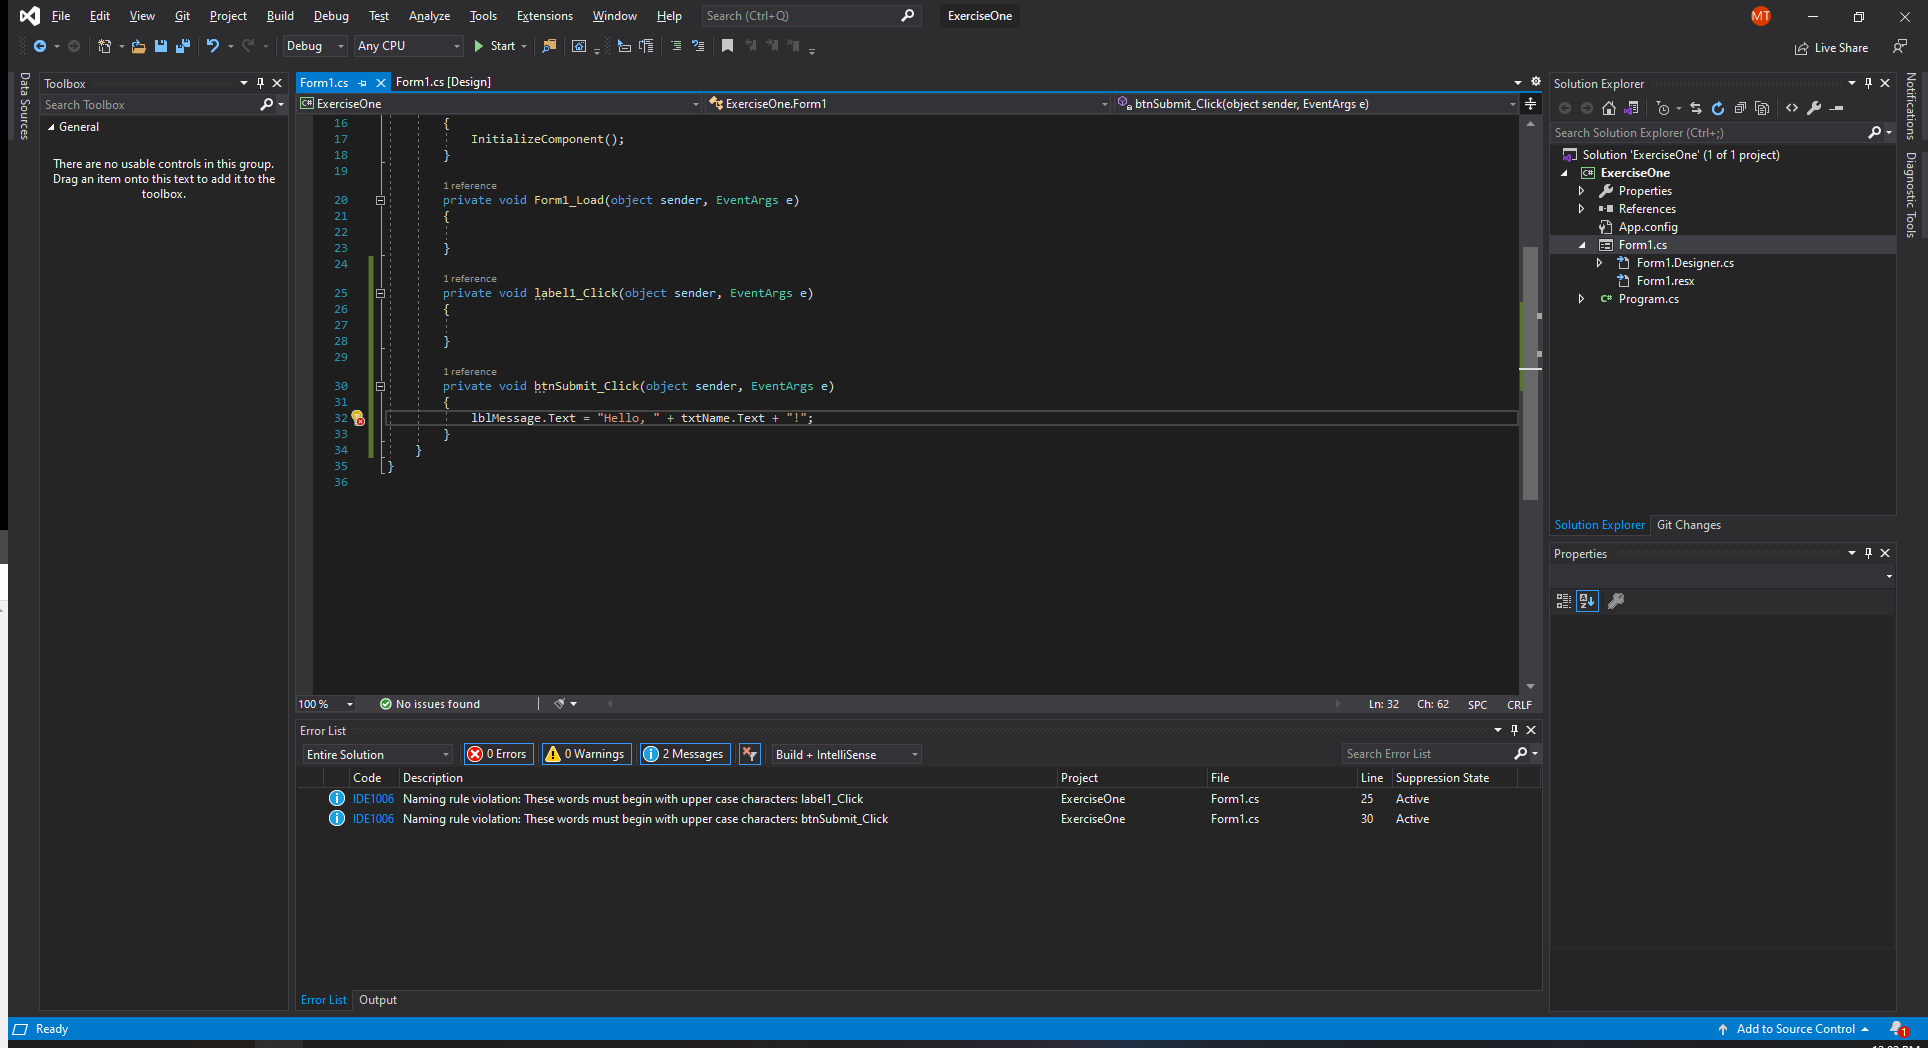 File Edit View Git Project Build Debug Test Analyze Tools Extensions Window Help Search (Ctrl+Q) ExerciseOne MT
Debug Any CPU Start Live Share
Data Sources
Toolbox
Search Toolbox
General
There are no usable controls in this group.
Drag an item onto this text to add it to the
toolbox.
Form1.cs Form1.cs [Design]
C# ExerciseOne ExerciseOne.Form1 btnSubmit_Click(object sender, EventArgs e)
16 {
17 InitializeComponent();
18 }
19
1 reference
20 private void Form1_Load(object sender, EventArgs e)
21 {
22
23 }
24
1 reference
25 private void label1_Click(object sender, EventArgs e)
26 {
27
28 }
29
1 reference
30 private void btnSubmit_Click(object sender, EventArgs e)
31 {
32 lblMessage.Text = "Hello, " + txtName.Text + "!";
33 }
34 }
35 }
36
100 % No issues found Ln: 32 Ch: 62 SPC CRLF
Error List
Entire Solution 0 Errors 0 Warnings 2 Messages Build + IntelliSense Search Error List
Code Description Project File Line Suppression State
IDE1006 Naming rule violation: These words must begin with upper case characters: label1_Click ExerciseOne Form1.cs 25 Active
IDE1006 Naming rule violation: These words must begin with upper case characters: btnSubmit_Click ExerciseOne Form1.cs 30 Active
Error List Output
Solution Explorer
Search Solution Explorer (Ctrl+;)
Solution 'ExerciseOne' (1 of 1 project)
C# ExerciseOne
Properties
References
App.config
Form1.cs
Form1.Designer.cs
Form1.resx
C# Program.cs
Solution Explorer Git Changes
Properties
Notifications
Diagnostic Tools
Ready Add to Source Control 1